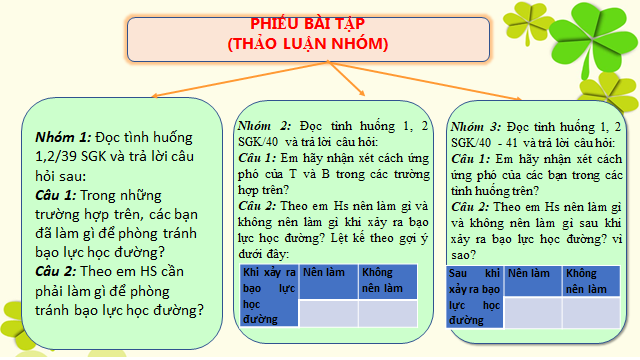 PHIẾU BÀI TẬP
(THẢO LUẬN NHÓM)
Nhóm 1: Đọc tình huống
1,2/39 SGK và trả lời câu
hỏi sau:
Câu 1: Trong những
trường hợp trên, các bạn
đã làm gì để phòng tránh
bạo lực học đường?
Câu 2: Theo em HS cần
phải làm gì để phòng
tránh bạo lực học đường?
Nhóm 2: Đọc tình huống 1, 2
SGK/40 và trả lời câu hỏi:
Câu 1: Em hãy nhận xét cách ứng
phó của T và B trong các trường
hợp trên?
Câu 2: Theo em Hs nên làm gì và
không nên làm gì khi xảy ra bạo
lực học đường? Lệt kể theo gợi ý
dưới đây:
Khi xảy ra
bạo lực
học
đường
Nên làm
Không
nên làm
Nhóm 3: Đọc tình huống 1, 2
SGK/40 - 41 và trả lời câu hỏi:
Câu 1: Em hãy nhận xét cách
ứng phó của các bạn trong các
tình huống trên?
Câu 2: Theo em Hs nên làm gì
và không nên làm gì sau khi
xảy ra bạo lực học đường? vì
sao?
Sau khi
xảy ra bạo
lực học
đường
Nên làm
Không
nên làm